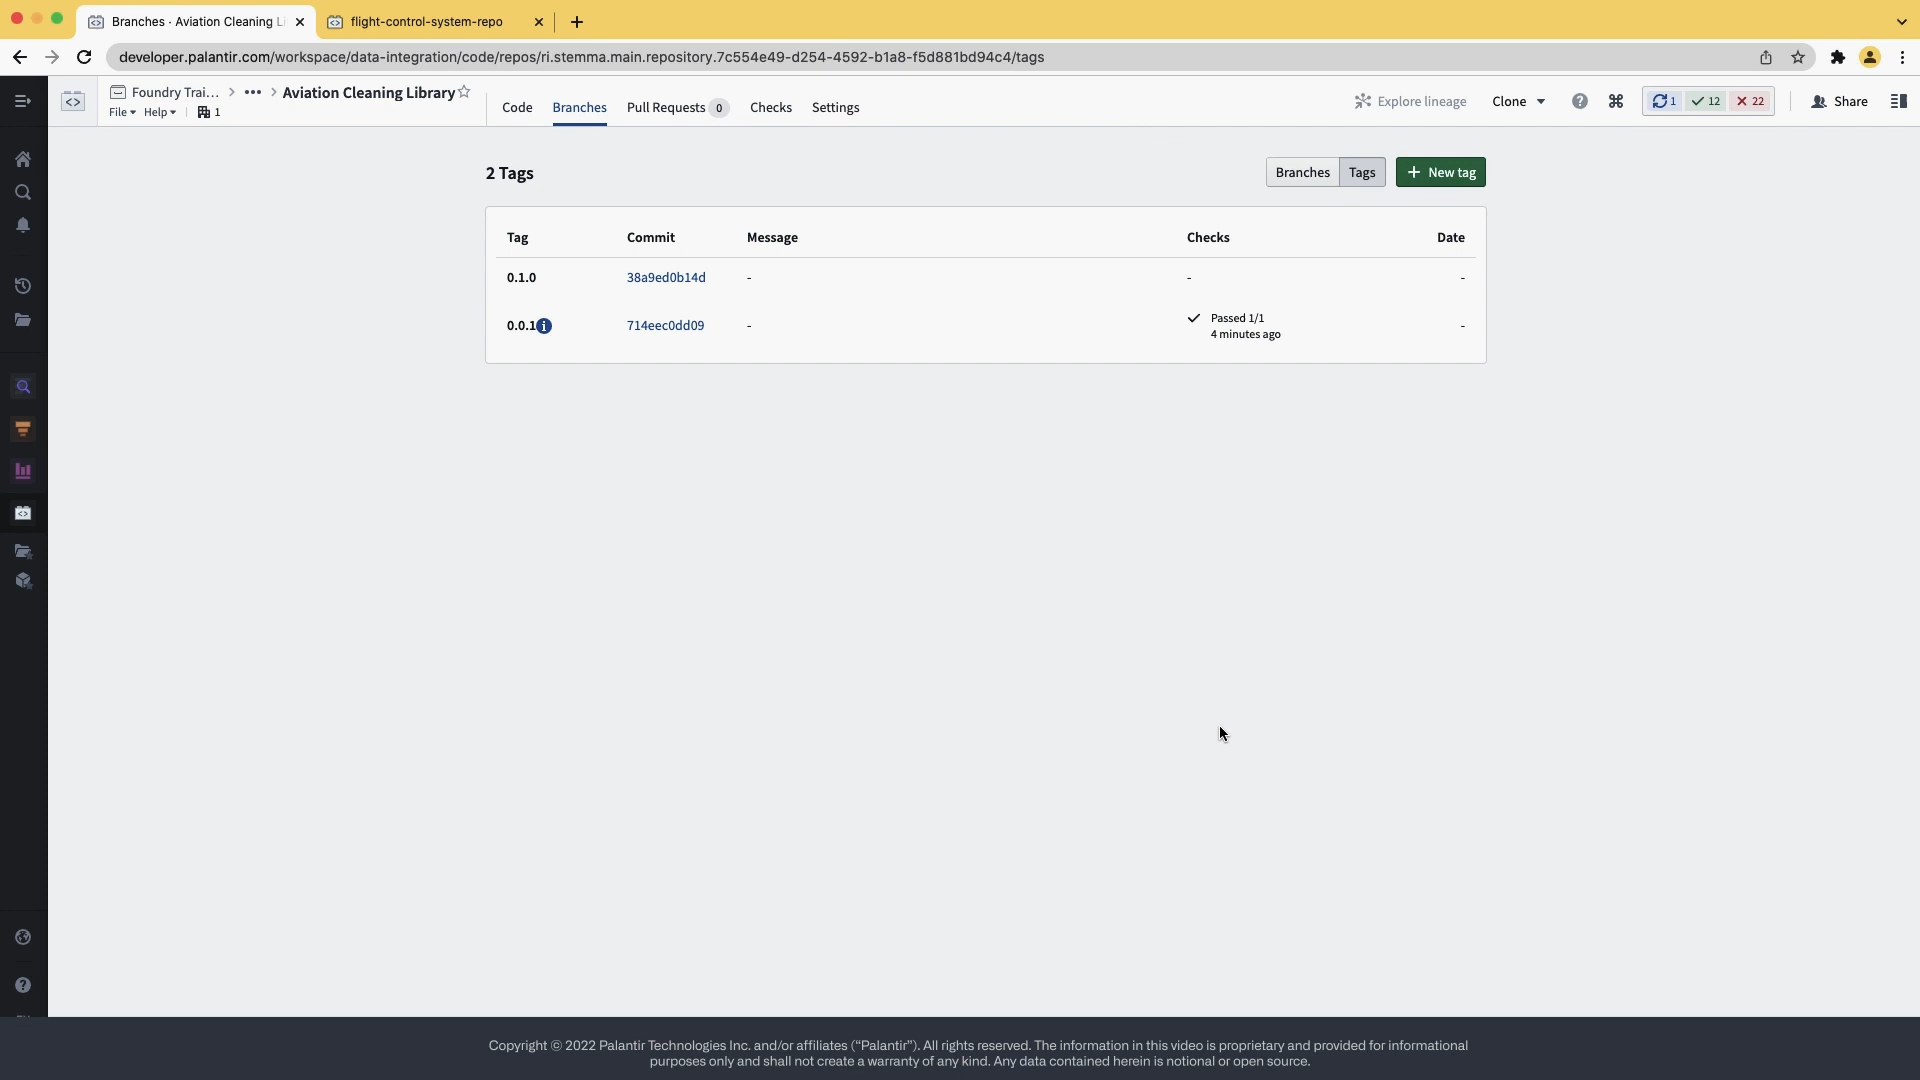 Branches · Aviation Cleaning Li
flight-control-system-repo
developer.palantir.com/workspace/data-integration/code/repos/ri.stemma.main.repository.7c554e49-d254-4592-b1a8-f5d881bd94c4/tags
Foundry Trai... > ••• > Aviation Cleaning Library
File Help 1
Code Branches Pull Requests 0 Checks Settings
Explore lineage Clone 1 12 22 Share
2 Tags Branches Tags + New tag
Tag Commit Message Checks Date
0.1.0 38a9ed0b14d - - -
0.0.1 714eec0dd09 - Passed 1/1 -
4 minutes ago
Copyright © 2022 Palantir Technologies Inc. and/or affiliates (“Palantir”). All rights reserved. The information in this video is proprietary and provided for informational
purposes only and shall not create a warranty of any kind. Any data contained herein is notional or open source.